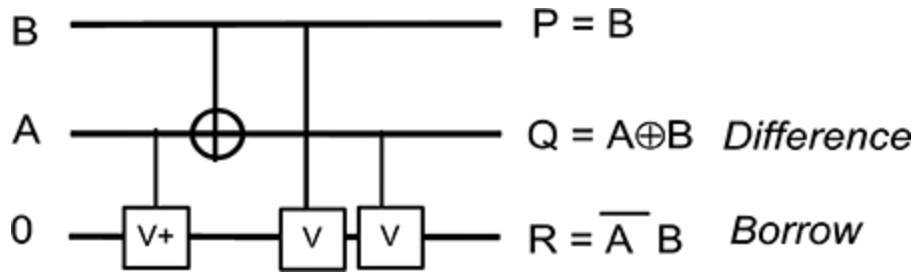 B P = B
A Q = A⊕B Difference
V+ V V
0 R = A̅ B Borrow